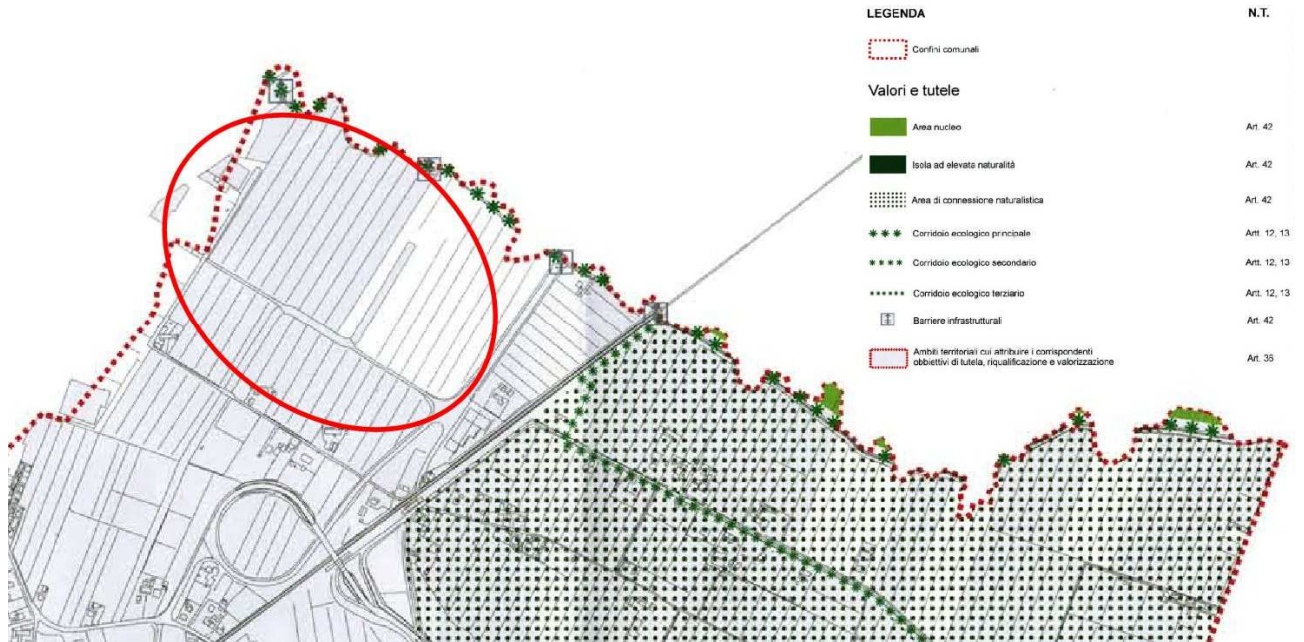 LEGENDA N.T.
Confini comunali
Valori e tutele
Area nucleo Art. 42
Isola ad elevata naturalità Art. 42
Area di connessione naturalistica Art. 42
Corridoio ecologico principale Artt. 12, 13
Corridoio ecologico secondario Artt. 12, 13
Corridoio ecologico terziario Artt. 12, 13
Barriere infrastrutturali Art. 42
Ambiti territoriali cui attribuire i corrispondenti
obbiettivi di tutela, riqualificazione e valorizzazione Art. 36